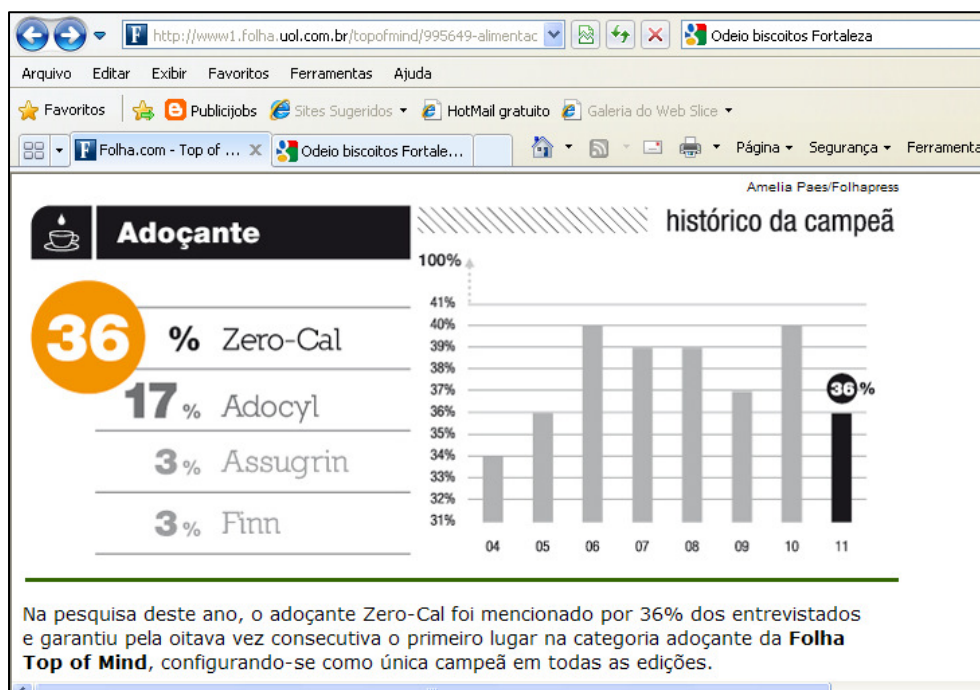 http://www1.folha.uol.com.br/topofmind/995649-alimentac
Odeio biscoitos Fortaleza
Arquivo Editar Exibir Favoritos Ferramentas Ajuda
Favoritos Publicijobs Sites Sugeridos HotMail gratuito Galeria do Web Slice
Folha.com - Top of ... Odeio biscoitos Fortale... Página Segurança Ferramenta
Amelia Paes/Folhapress
Adoçante
36 % Zero-Cal
17 % Adocyl
3 % Assugrin
3 % Finn
histórico da campeã
100%
41%
40%
39%
38%
37%
36%
35%
34%
33%
32%
31%
36 %
04 05 06 07 08 09 10 11
Na pesquisa deste ano, o adoçante Zero-Cal foi mencionado por 36% dos entrevistados
e garantiu pela oitava vez consecutiva o primeiro lugar na categoria adoçante da Folha
Top of Mind, configurando-se como única campeã em todas as edições.